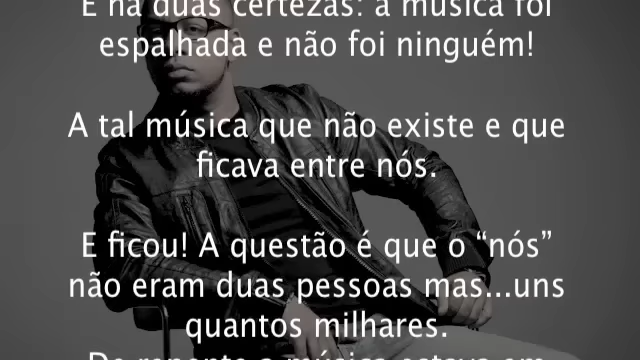 E há duas certezas: a música foi
espalhada e não foi ninguém!
A tal música que não existe e que
ficava entre nós.
E ficou! A questão é que o “nós”
não eram duas pessoas mas...uns
quantos milhares.
De repente a música estava em